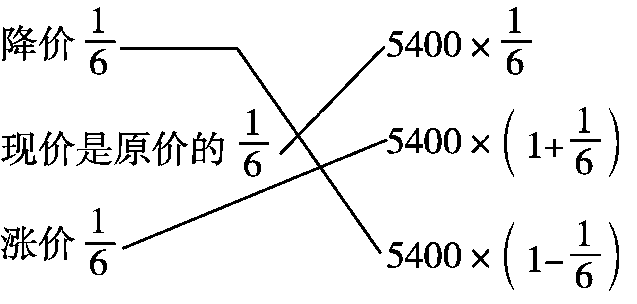 降价 1/6 5400 × 1/6
现价是原价的 1/6 5400 × (1+1/6)
涨价 1/6 5400 × (1−1/6)